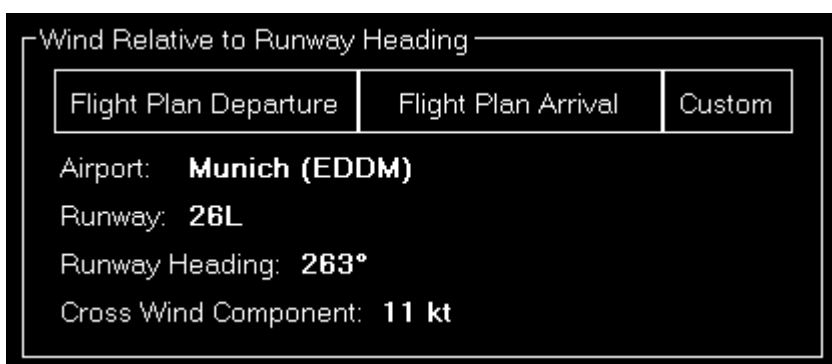 Wind Relative to Runway Heading
Flight Plan Departure Flight Plan Arrival Custom
Airport: Munich (EDDM)
Runway: 26L
Runway Heading: 263°
Cross Wind Component: 11 kt